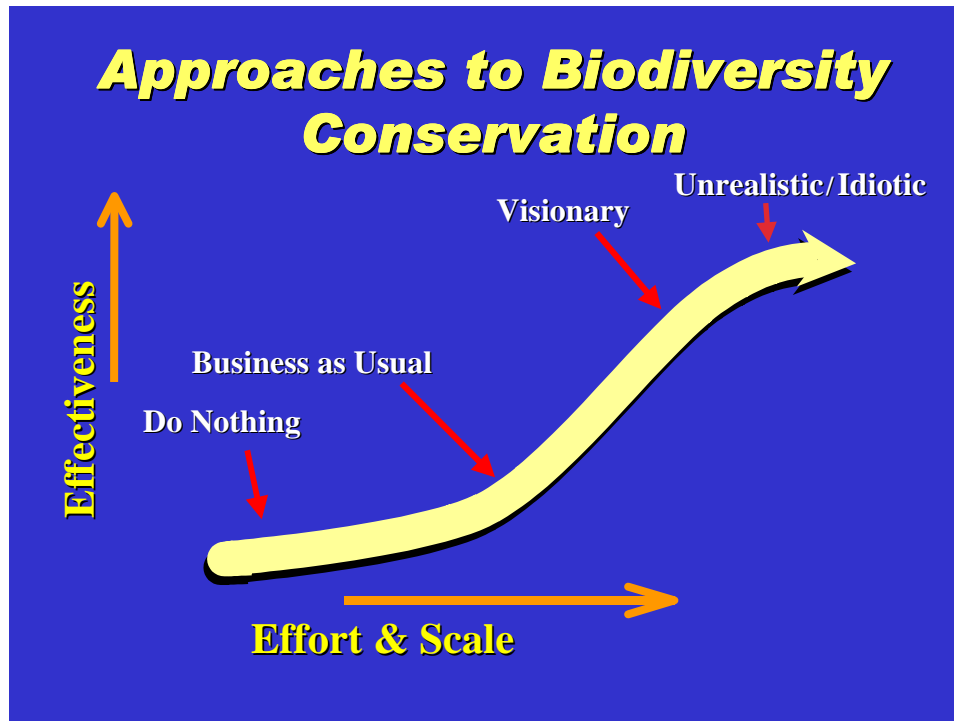 Approaches to Biodiversity
Conservation
Unrealistic/Idiotic
Visionary
Effectiveness
Business as Usual
Do Nothing
Effort & Scale